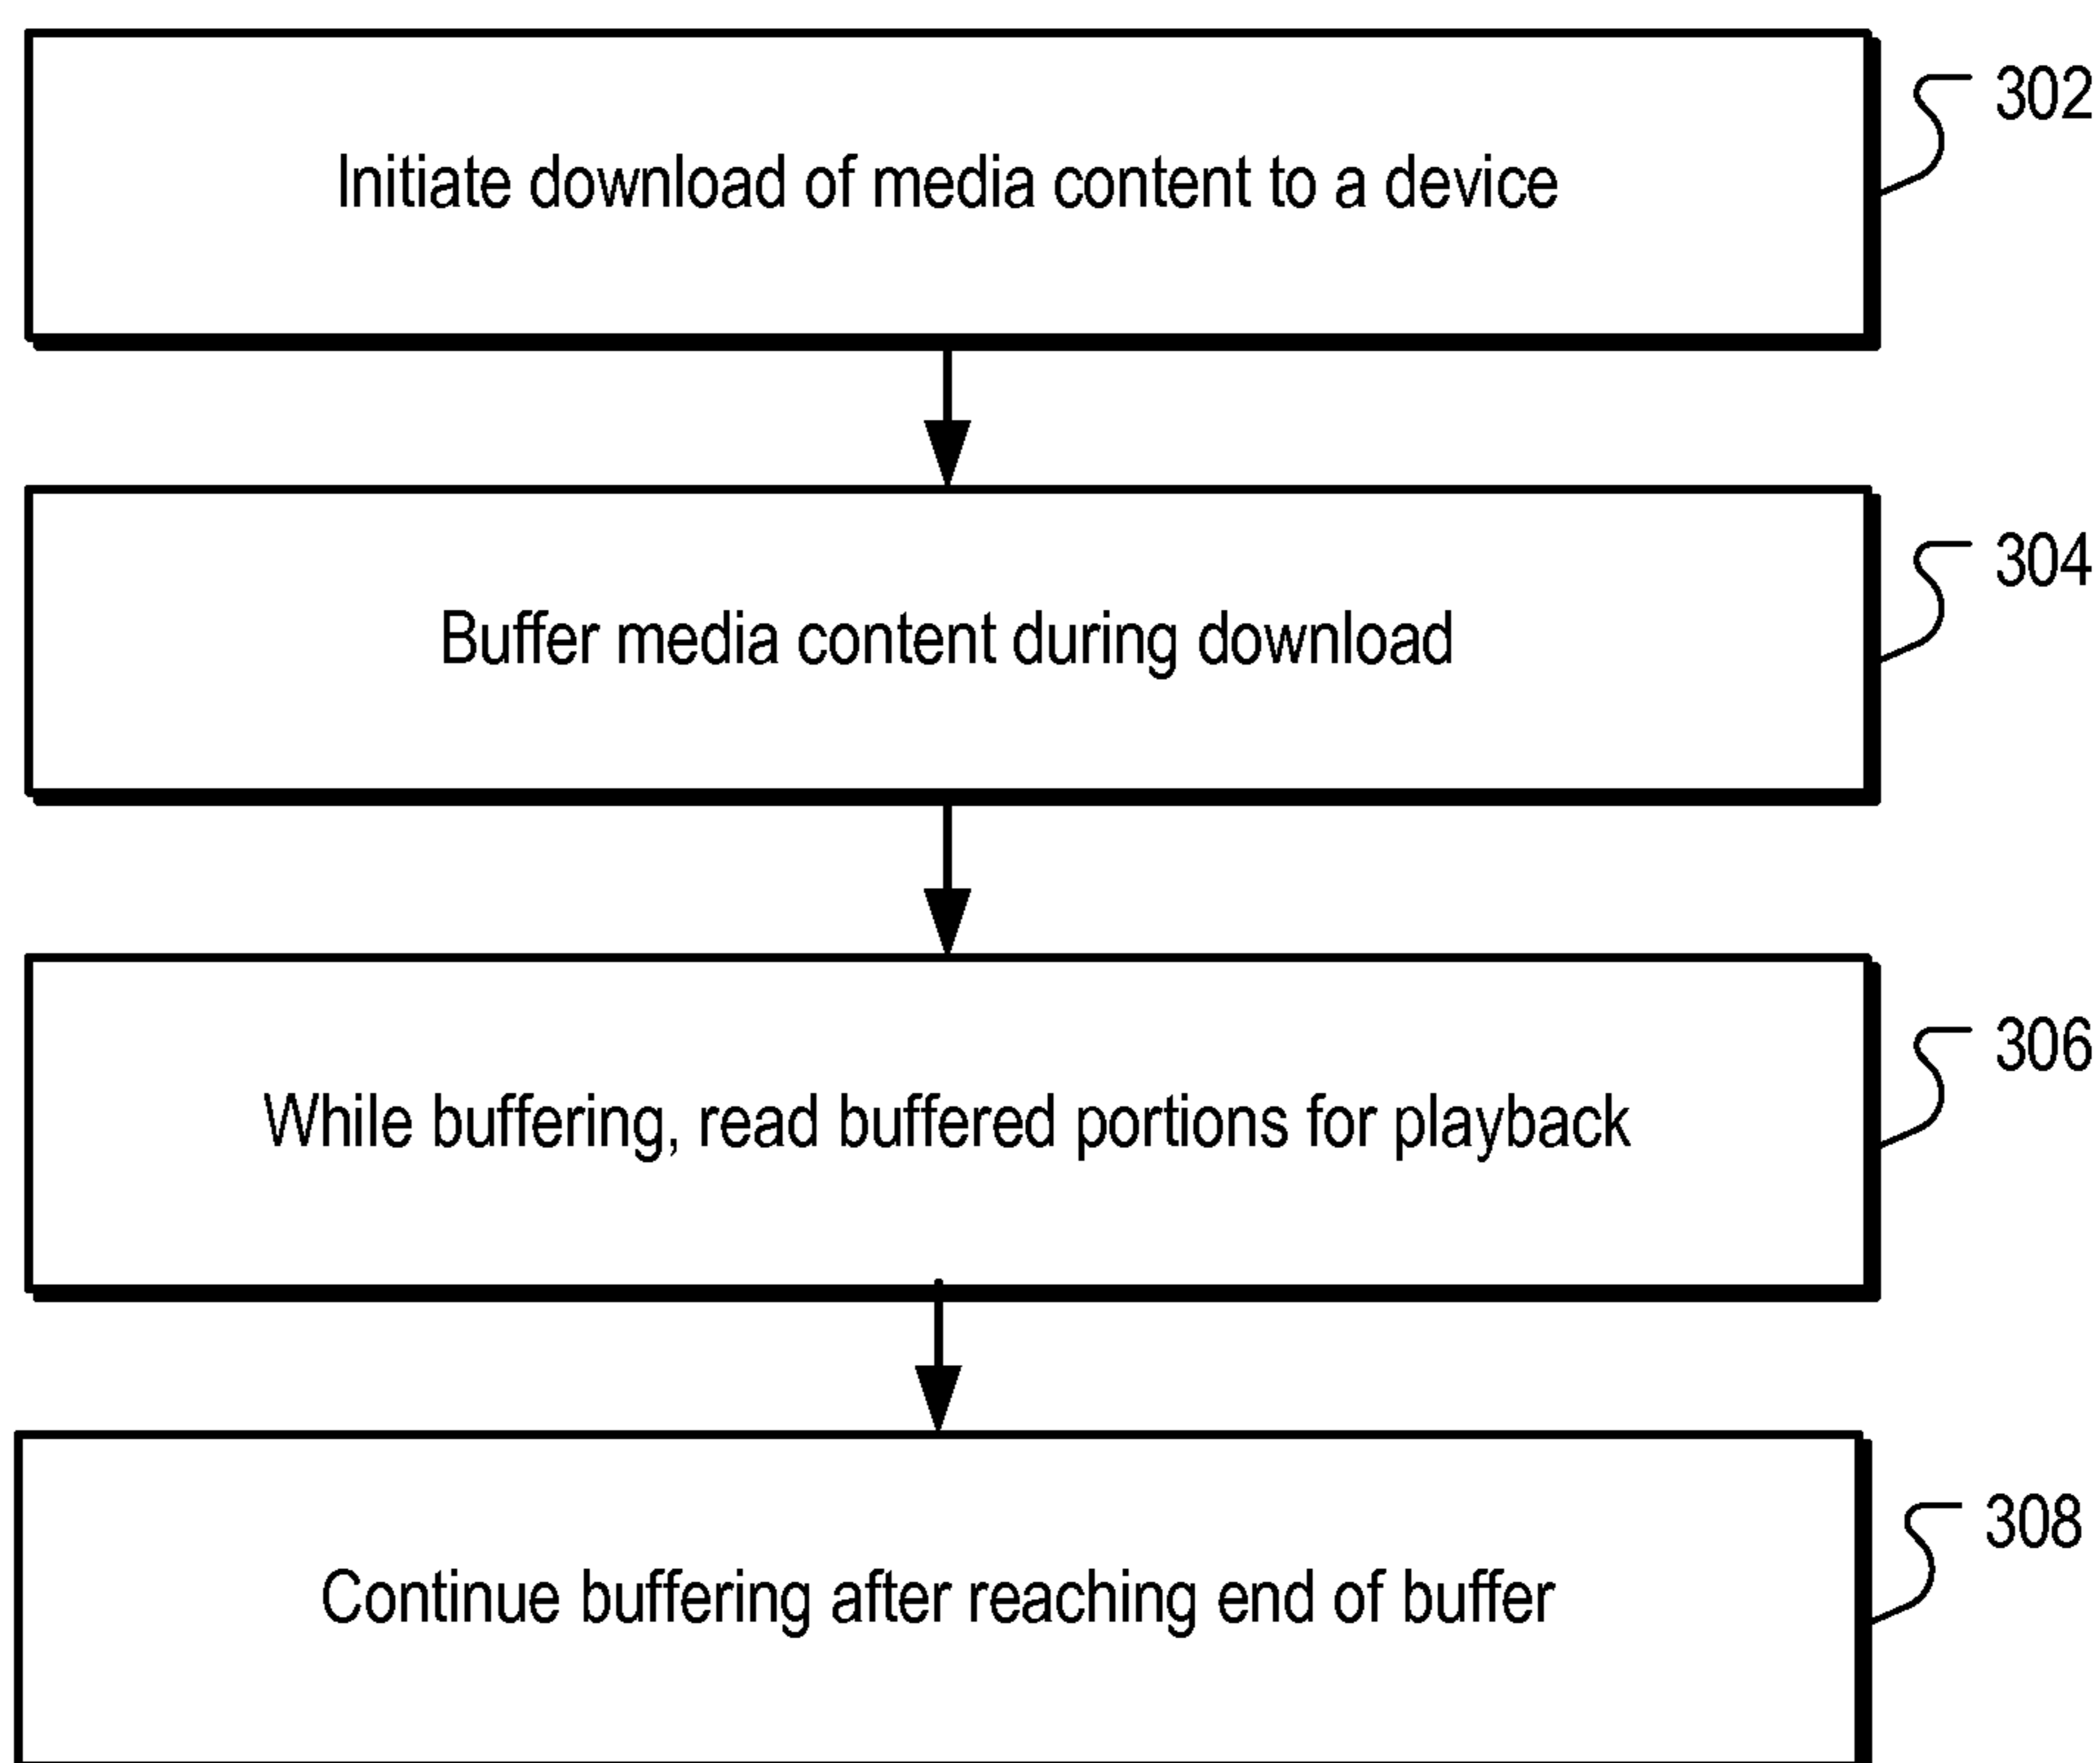 Initiate download of media content to a device
302
Buffer media content during download
304
While buffering, read buffered portions for playback
306
Continue buffering after reaching end of buffer
308